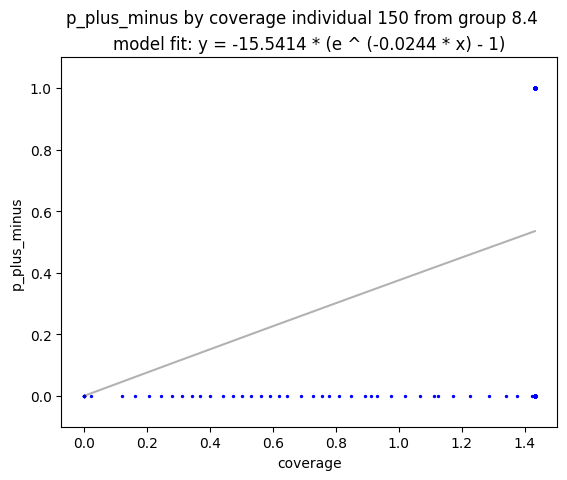 p_plus_minus by coverage individual 150 from group 8.4
model fit: y = -15.5414 * (e ^ (-0.0244 * x) - 1)
1.0
0.8
0.6
0.4
0.2
0.0
p_plus_minus
0.0 0.2 0.4 0.6 0.8 1.0 1.2 1.4
coverage